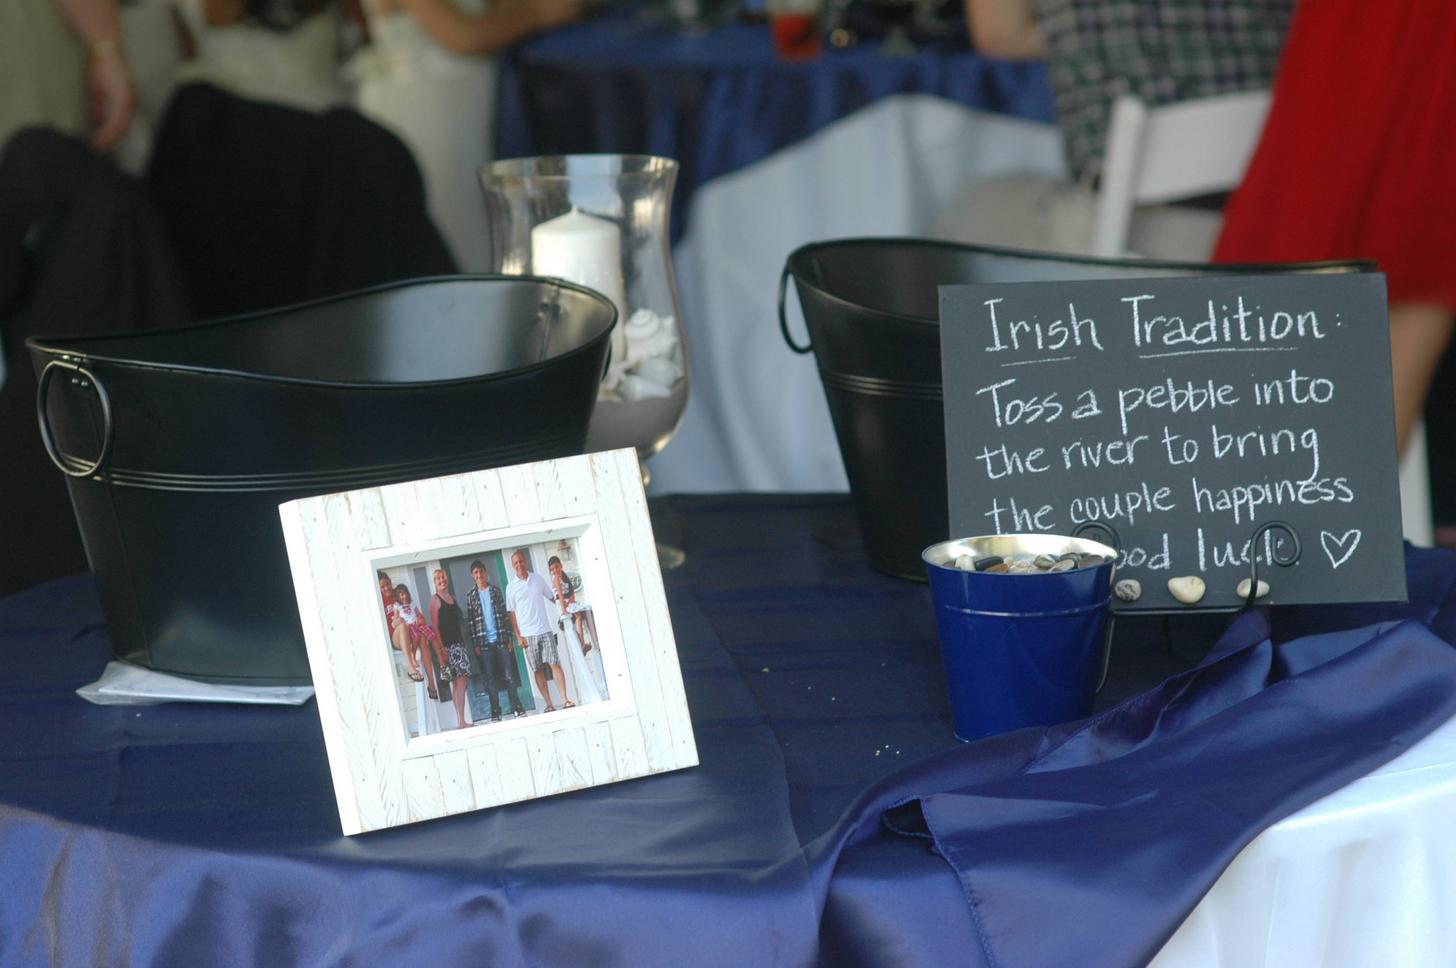 Irish Tradition:
Toss a pebble into
the river to bring
the couple happiness
luck